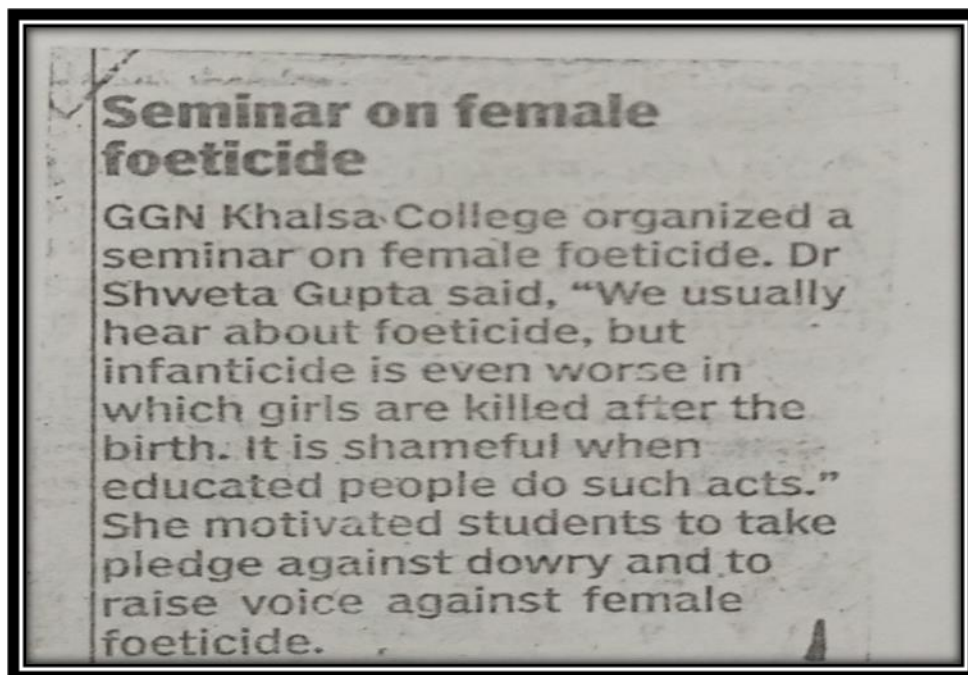 Seminar on female
foeticide
GGN Khalsa College organized a
seminar on female foeticide. Dr
Shweta Gupta said, “We usually
hear about foeticide, but
infanticide is even worse in
which girls are killed after the
birth. It is shameful when
educated people do such acts.”
She motivated students to take
pledge against dowry and to
raise voice against female
foeticide.